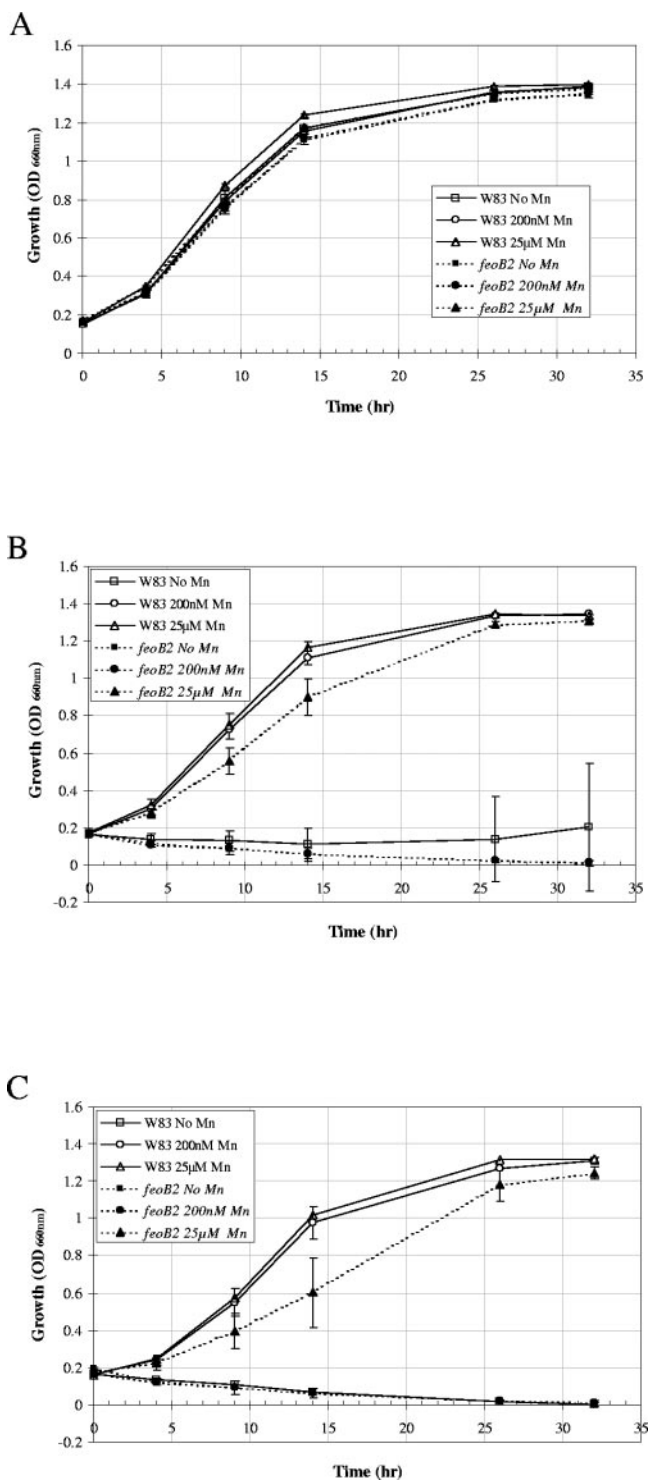 A
1.6
1.4
1.2
1
0.8
0.6
0.4
0.2
0
Growth (OD 660nm)
W83 No Mn
W83 200nM Mn
W83 25µM Mn
feoB2 No Mn
feoB2 200nM Mn
feoB2 25µM Mn
0 5 10 15 20 25 30 35
Time (hr)
B
1.6
1.4
1.2
1
0.8
0.6
0.4
0.2
0
-0.2
Growth (OD 660nm)
W83 No Mn
W83 200nM Mn
W83 25µM Mn
feoB2 No Mn
feoB2 200nM Mn
feoB2 25µM Mn
0 5 10 15 20 25 30 35
Time (hr)
C
1.6
1.4
1.2
1
0.8
0.6
0.4
0.2
0
-0.2
Growth (OD 660nm)
W83 No Mn
W83 200nM Mn
W83 25µM Mn
feoB2 No Mn
feoB2 200nM Mn
feoB2 25µM Mn
0 5 10 15 20 25 30 35
Time (hr)